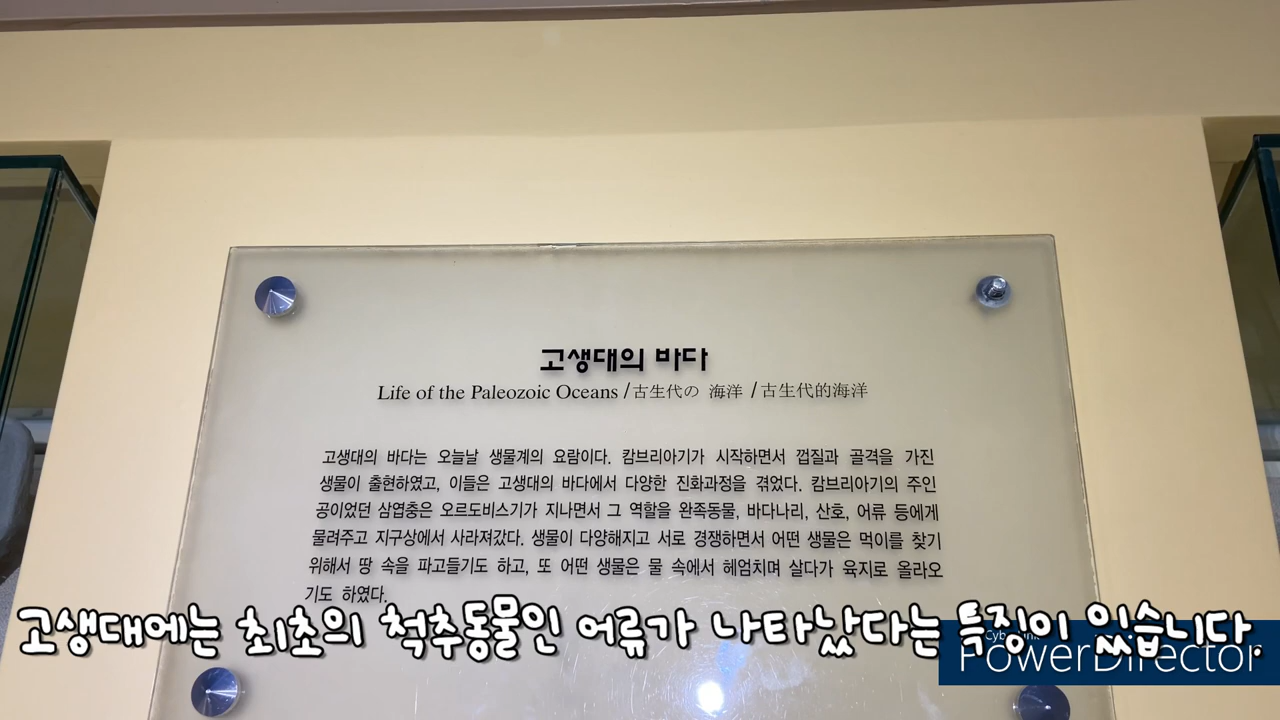 고생대의 바다
Life of the Paleozoic Oceans /古生代の 海洋 /古生代的海洋
고생대의 바다는 오늘날 생물계의 요람이다. 캄브리아기가 시작하면서 껍질과 골격을 가진
생물이 출현하였고, 이들은 고생대의 바다에서 다양한 진화과정을 겪었다. 캄브리아기의 주인
공이었던 삼엽충은 오르도비스기가 지나면서 그 역할을 완족동물, 바다나리, 산호, 어류 등에게
물려주고 지구상에서 사라져갔다. 생물이 다양해지고 서로 경쟁하면서 어떤 생물은 먹이를 찾기
위해서 땅 속을 파고들기도 하고, 또 어떤 생물은 물 속에서 헤엄치며 살다가 육지로 올라오
기도 하였다.
고생대에는 최초의 척추동물인 어류가 나타났다는 특징이 있습니다.
PowerDirector